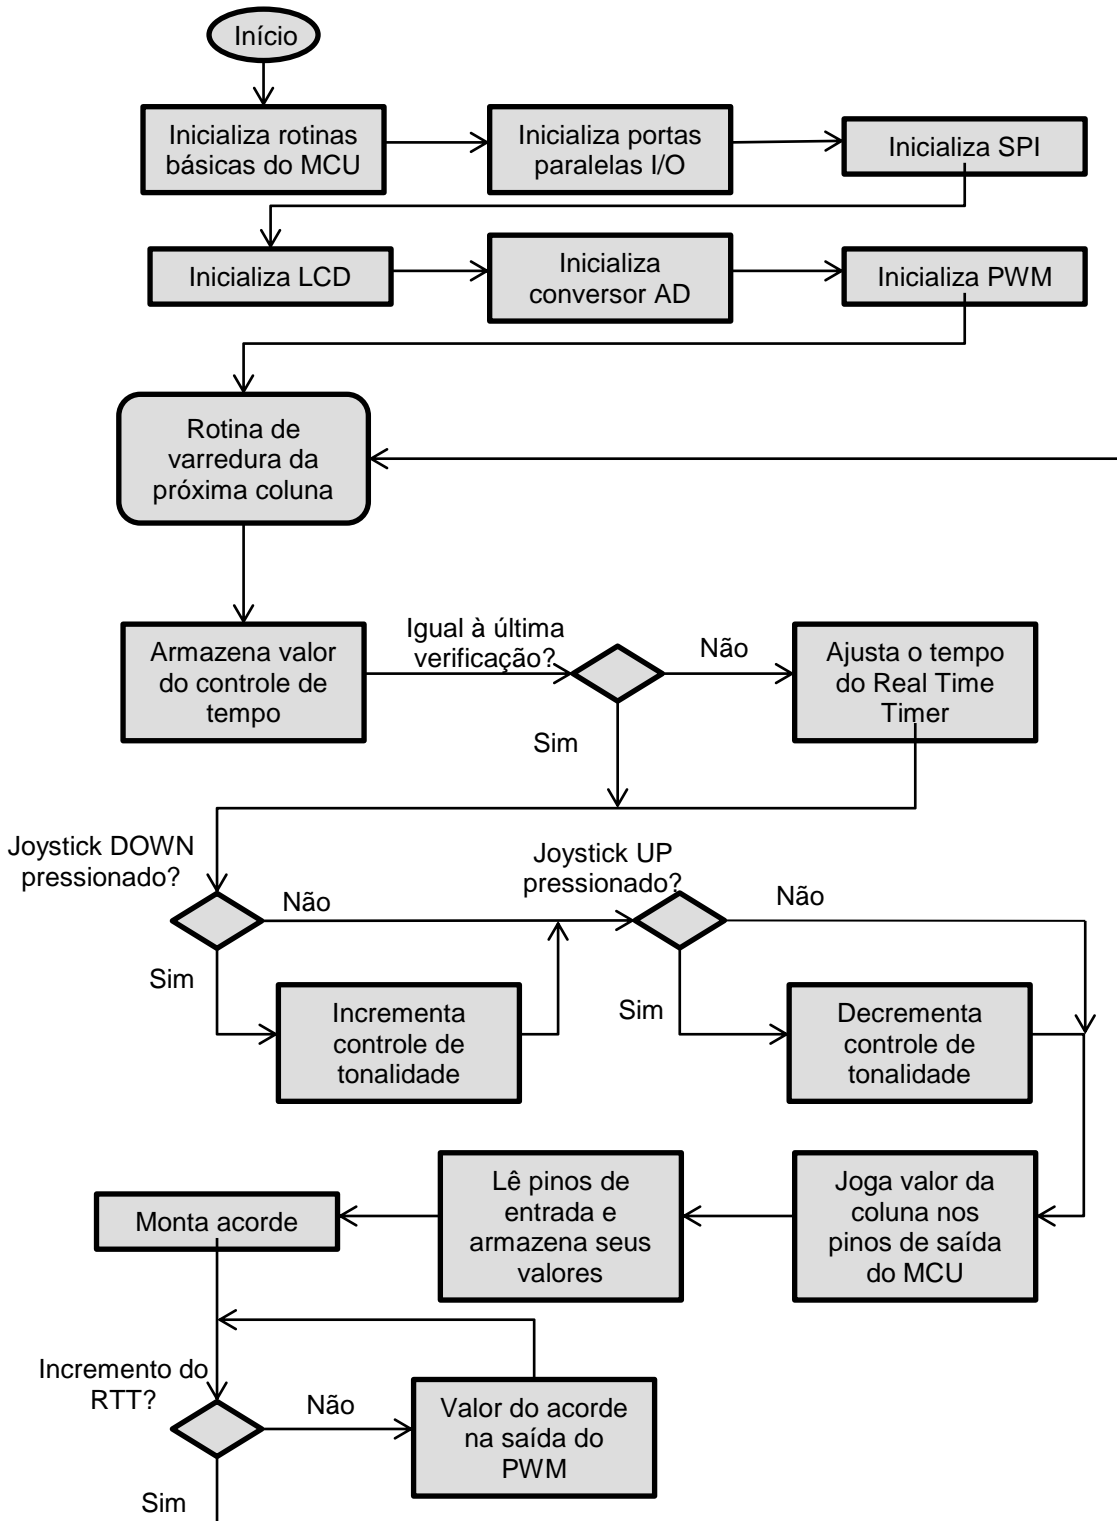 Início
Inicializa rotinas
básicas do MCU
Inicializa portas
paralelas I/O
Inicializa SPI
Inicializa LCD
Inicializa
conversor AD
Inicializa PWM
Rotina de
varredura da
próxima coluna
Armazena valor
do controle de
tempo
Igual à última
verificação?
Não
Sim
Ajusta o tempo
do Real Time
Timer
Joystick DOWN
pressionado?
Não
Sim
Incrementa
controle de
tonalidade
Joystick UP
pressionado?
Não
Sim
Decrementa
controle de
tonalidade
Joga valor da
coluna nos
pinos de saída
do MCU
Lê pinos de
entrada e
armazena seus
valores
Monta acorde
Incremento do
RTT?
Não
Valor do acorde
na saída do
PWM
Sim